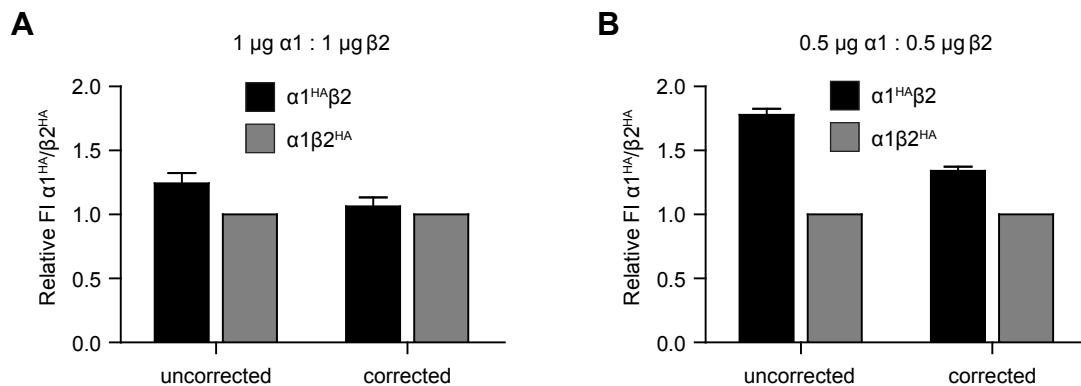 A
1 µg α1 : 1 µg β2
α1ᴴᴬβ2
α1β2ᴴᴬ
Relative FI α1ᴴᴬ/β2ᴴᴬ
2.0
1.5
1.0
0.5
0.0
uncorrected corrected
B
0.5 µg α1 : 0.5 µg β2
α1ᴴᴬβ2
α1β2ᴴᴬ
Relative FI α1ᴴᴬ/β2ᴴᴬ
2.0
1.5
1.0
0.5
0.0
uncorrected corrected